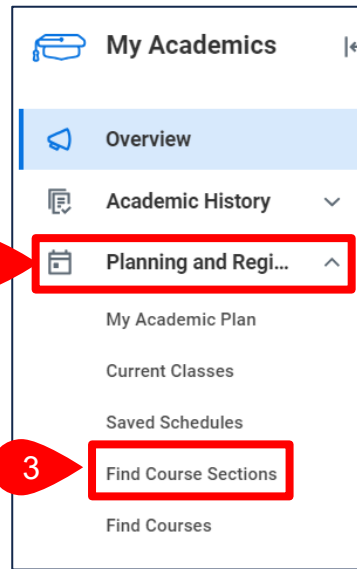 My Academics
Overview
Academic History
Planning and Regi...
My Academic Plan
Current Classes
Saved Schedules
3 Find Course Sections
Find Courses